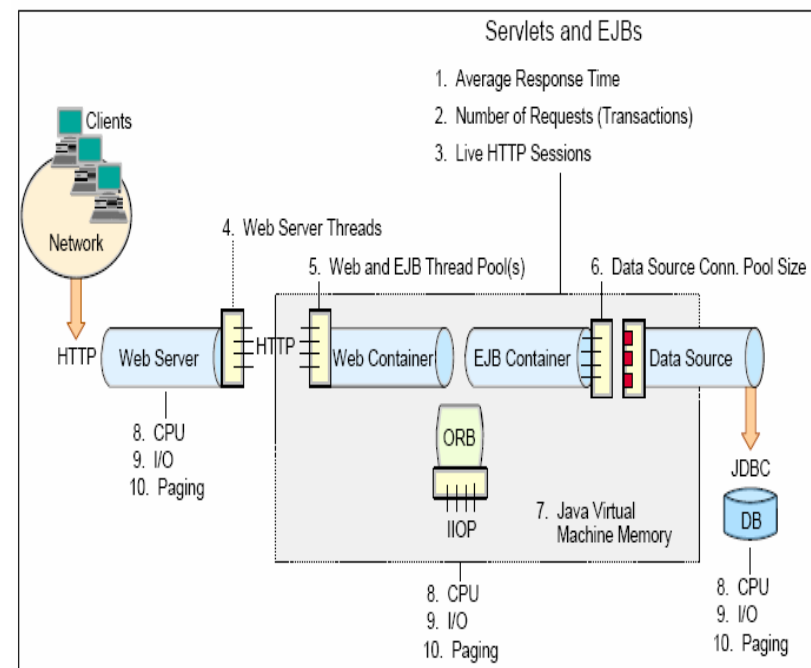 Servlets and EJBs
1. Average Response Time
2. Number of Requests (Transactions)
3. Live HTTP Sessions
Clients
Network
4. Web Server Threads
5. Web and EJB Thread Pool(s)
6. Data Source Conn. Pool Size
HTTP
Web Server
HTTP
Web Container
EJB Container
Data Source
8. CPU
9. I/O
10. Paging
ORB
IIOP
7. Java Virtual
Machine Memory
JDBC
DB
8. CPU
9. I/O
10. Paging
8. CPU
9. I/O
10. Paging